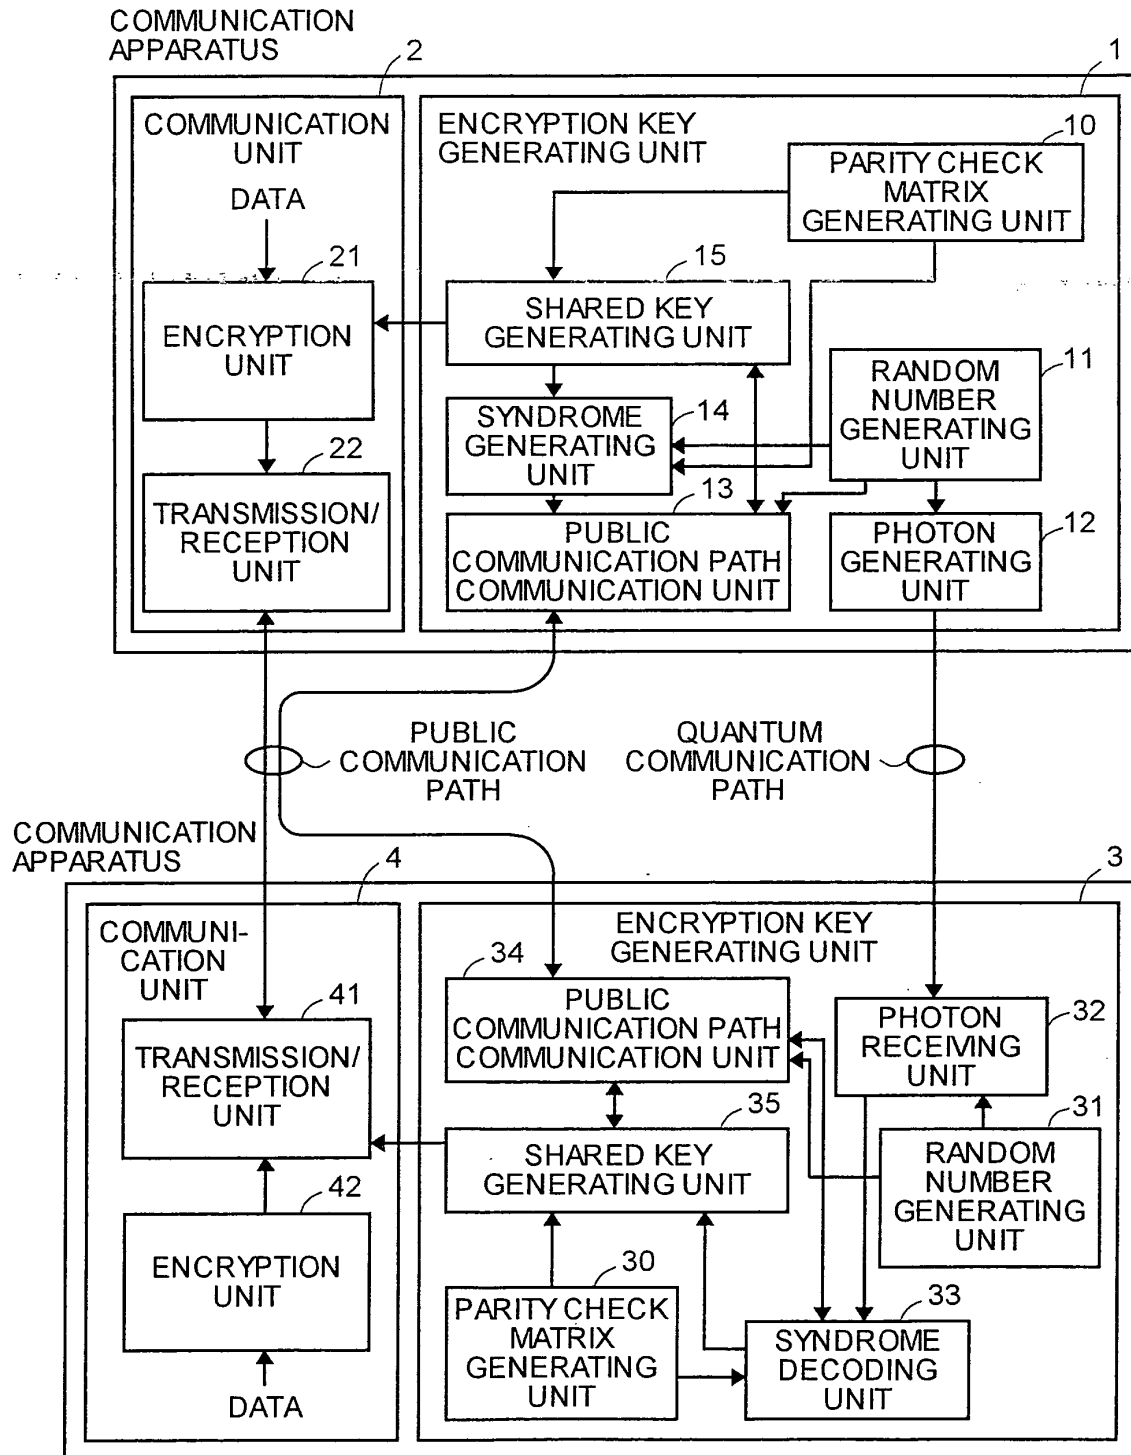 COMMUNICATION
APPARATUS
2
1
COMMUNICATION
UNIT
DATA
21
ENCRYPTION
UNIT
22
TRANSMISSION/
RECEPTION
UNIT
ENCRYPTION KEY
GENERATING UNIT
10
PARITY CHECK
MATRIX
GENERATING UNIT
15
SHARED KEY
GENERATING UNIT
11
RANDOM
NUMBER
GENERATING
UNIT
14
SYNDROME
GENERATING
UNIT
13
PUBLIC
COMMUNICATION PATH
COMMUNICATION UNIT
12
PHOTON
GENERATING
UNIT
PUBLIC
COMMUNICATION
PATH
QUANTUM
COMMUNICATION
PATH
COMMUNICATION
APPARATUS
4
3
COMMUNI-
CATION
UNIT
41
TRANSMISSION/
RECEPTION
UNIT
42
ENCRYPTION
UNIT
DATA
ENCRYPTION KEY
GENERATING UNIT
34
PUBLIC
COMMUNICATION PATH
COMMUNICATION UNIT
32
PHOTON
RECEIVING
UNIT
35
SHARED KEY
GENERATING UNIT
31
RANDOM
NUMBER
GENERATING
UNIT
30
PARITY CHECK
MATRIX
GENERATING
UNIT
33
SYNDROME
DECODING
UNIT